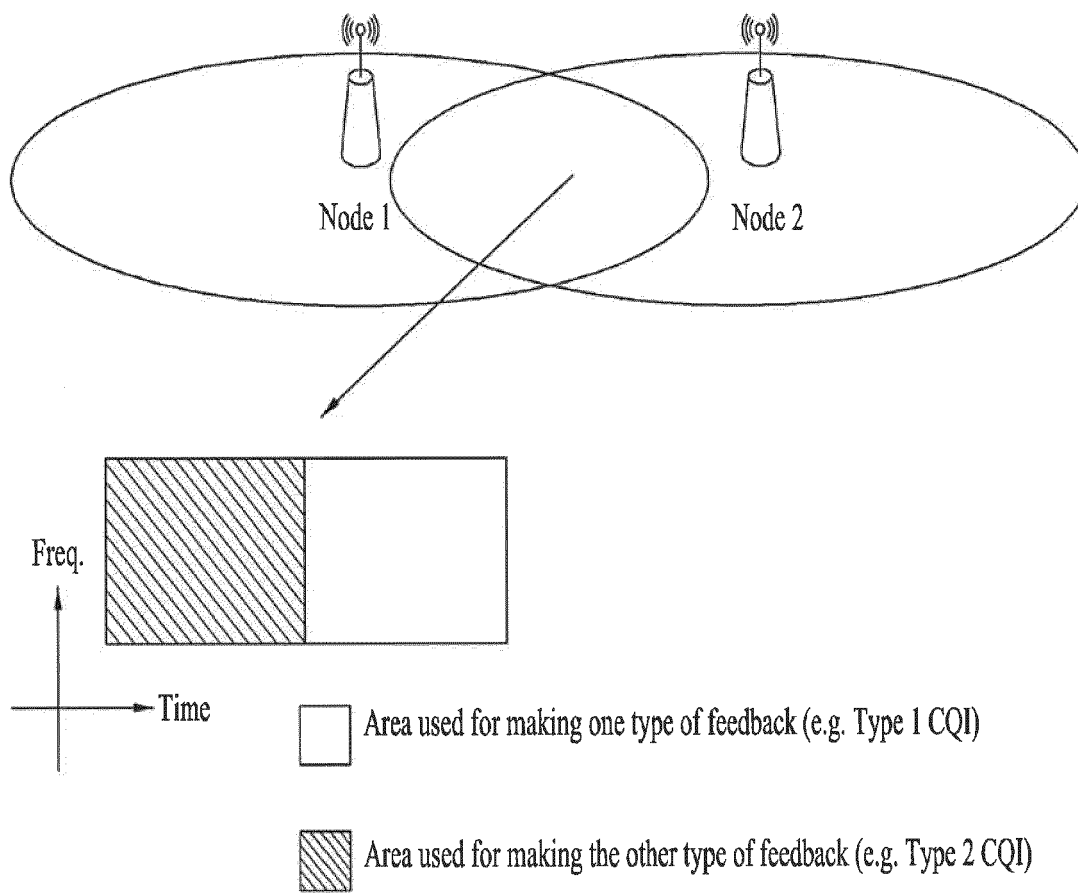 Node 1
Node 2
Freq.
Time
Area used for making one type of feedback (e.g. Type 1 CQI)
Area used for making the other type of feedback (e.g. Type 2 CQI)